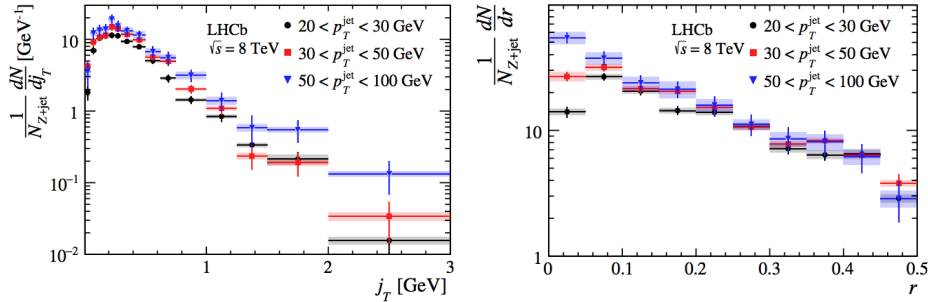 1/N_{Z+jet} dN/dj_T [GeV⁻¹]
LHCb
√s = 8 TeV
20 < p_T^{jet} < 30 GeV
30 < p_T^{jet} < 50 GeV
50 < p_T^{jet} < 100 GeV
10
1
10⁻¹
10⁻²
1 2 3
j_T [GeV]
1/N_{Z+jet} dN/dr
LHCb
√s = 8 TeV
20 < p_T^{jet} < 30 GeV
30 < p_T^{jet} < 50 GeV
50 < p_T^{jet} < 100 GeV
10
1
0 0.1 0.2 0.3 0.4 0.5
r